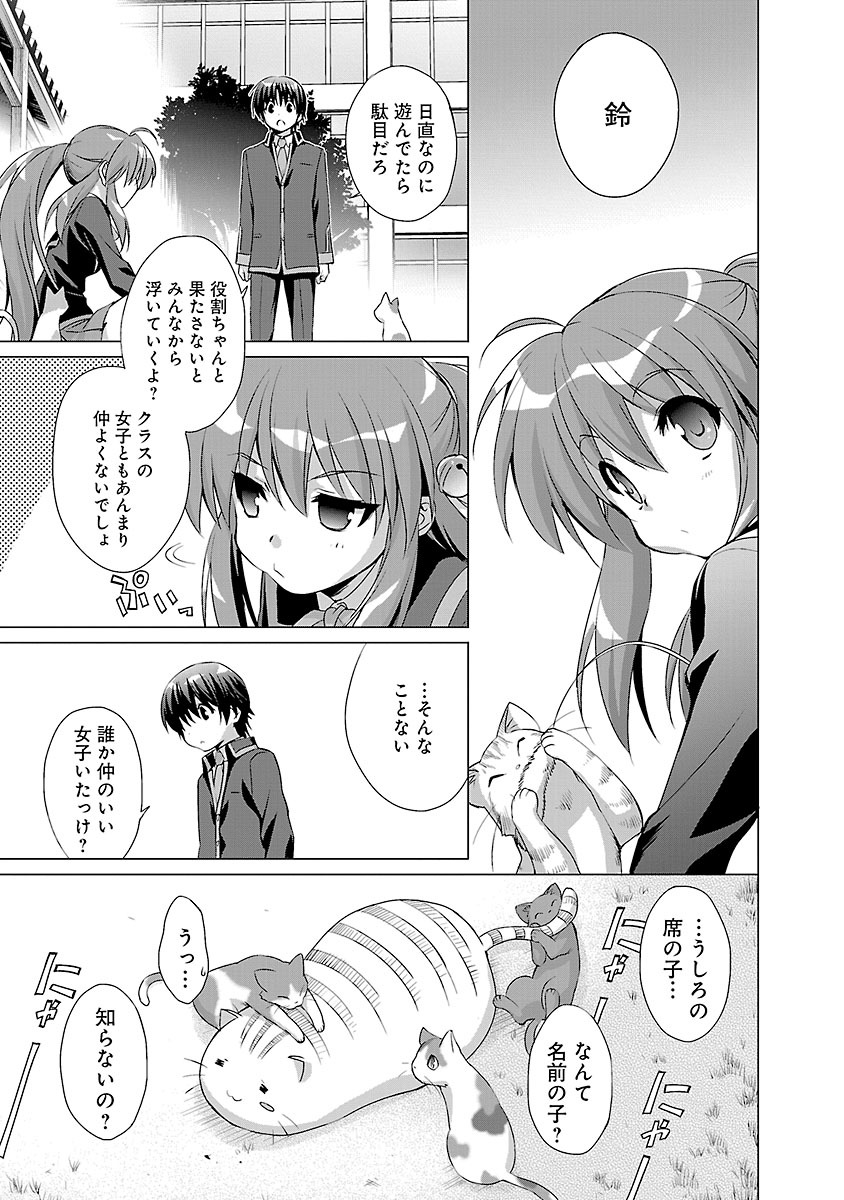 鈴
日直なのに
遊んでたら
駄目だろ
役割ちゃんと
果たさないと
みんなから
浮いていくよ？
クラスの
女子ともあんまり
仲よくないでしょ
ぷぃっ
…そんな
ことない
誰か仲のいい
女子いたっけ？
…うしろの
席の子…
にゃー
なんて
名前の子？
にゃー
うっ…
知らないの？
にゃー